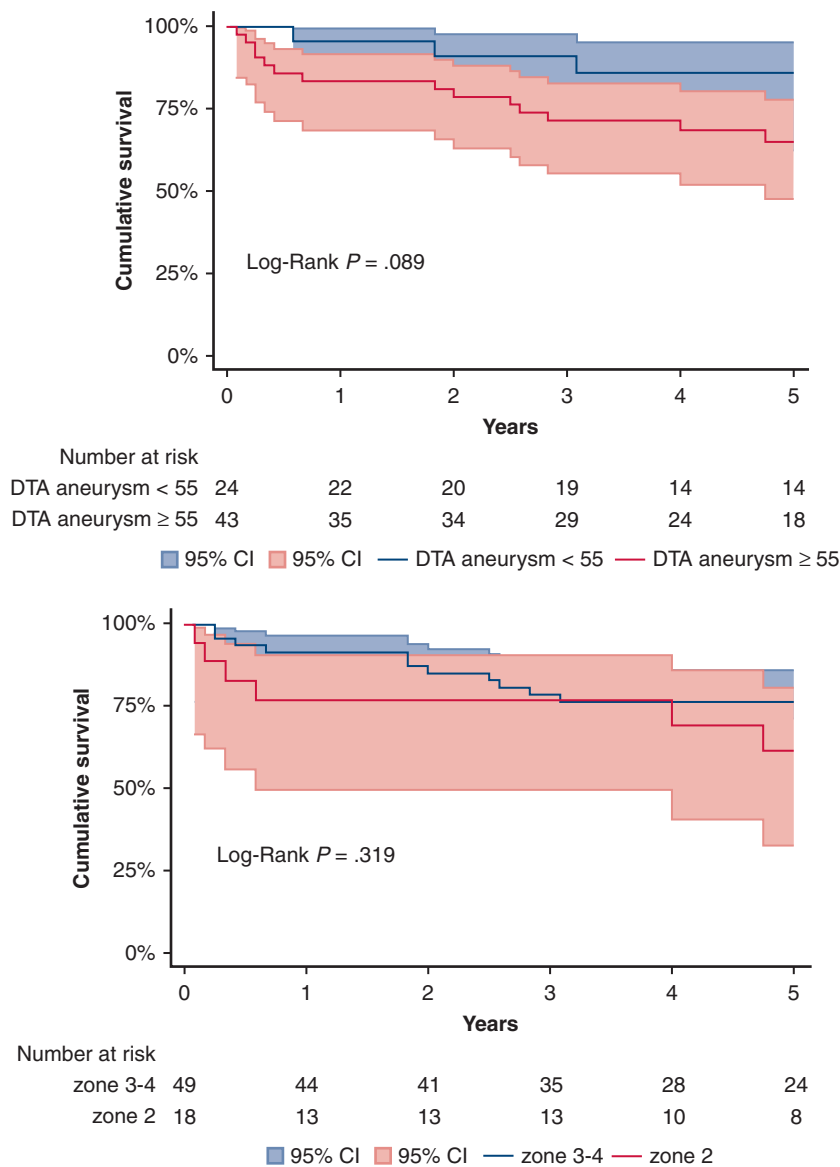 100%
75%
50%
25%
0%
Cumulative survival
Log-Rank P = .089
0 1 2 3 4 5
Years
Number at risk
DTA aneurysm < 55 24 22 20 19 14 14
DTA aneurysm ≥ 55 43 35 34 29 24 18
95% CI 95% CI DTA aneurysm < 55 DTA aneurysm ≥ 55
100%
75%
50%
25%
0%
Cumulative survival
Log-Rank P = .319
0 1 2 3 4 5
Years
Number at risk
zone 3-4 49 44 41 35 28 24
zone 2 18 13 13 13 10 8
95% CI 95% CI zone 3-4 zone 2